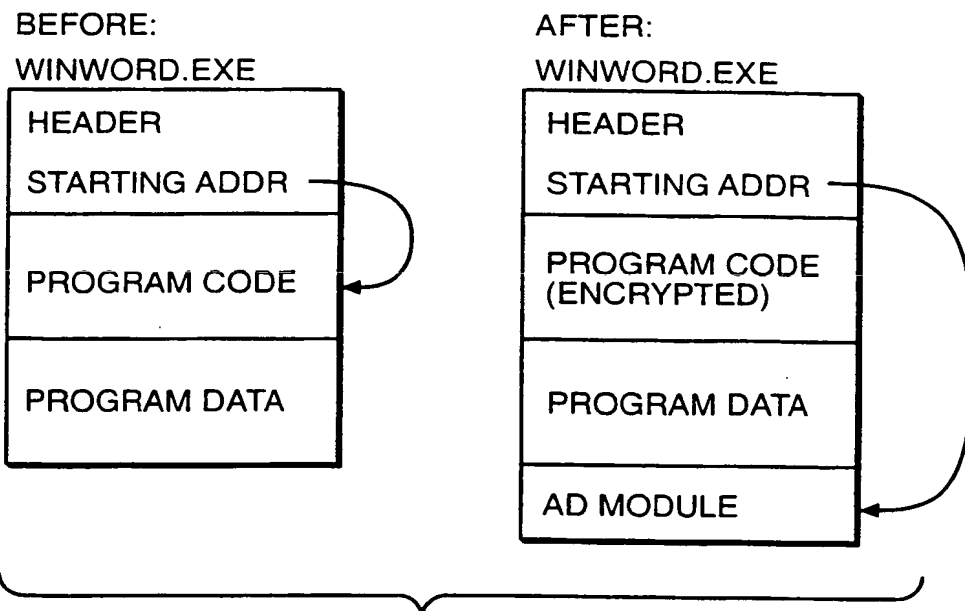 BEFORE:
WINWORD.EXE
HEADER
STARTING ADDR
PROGRAM CODE
PROGRAM DATA
AFTER:
WINWORD.EXE
HEADER
STARTING ADDR
PROGRAM CODE
(ENCRYPTED)
PROGRAM DATA
AD MODULE